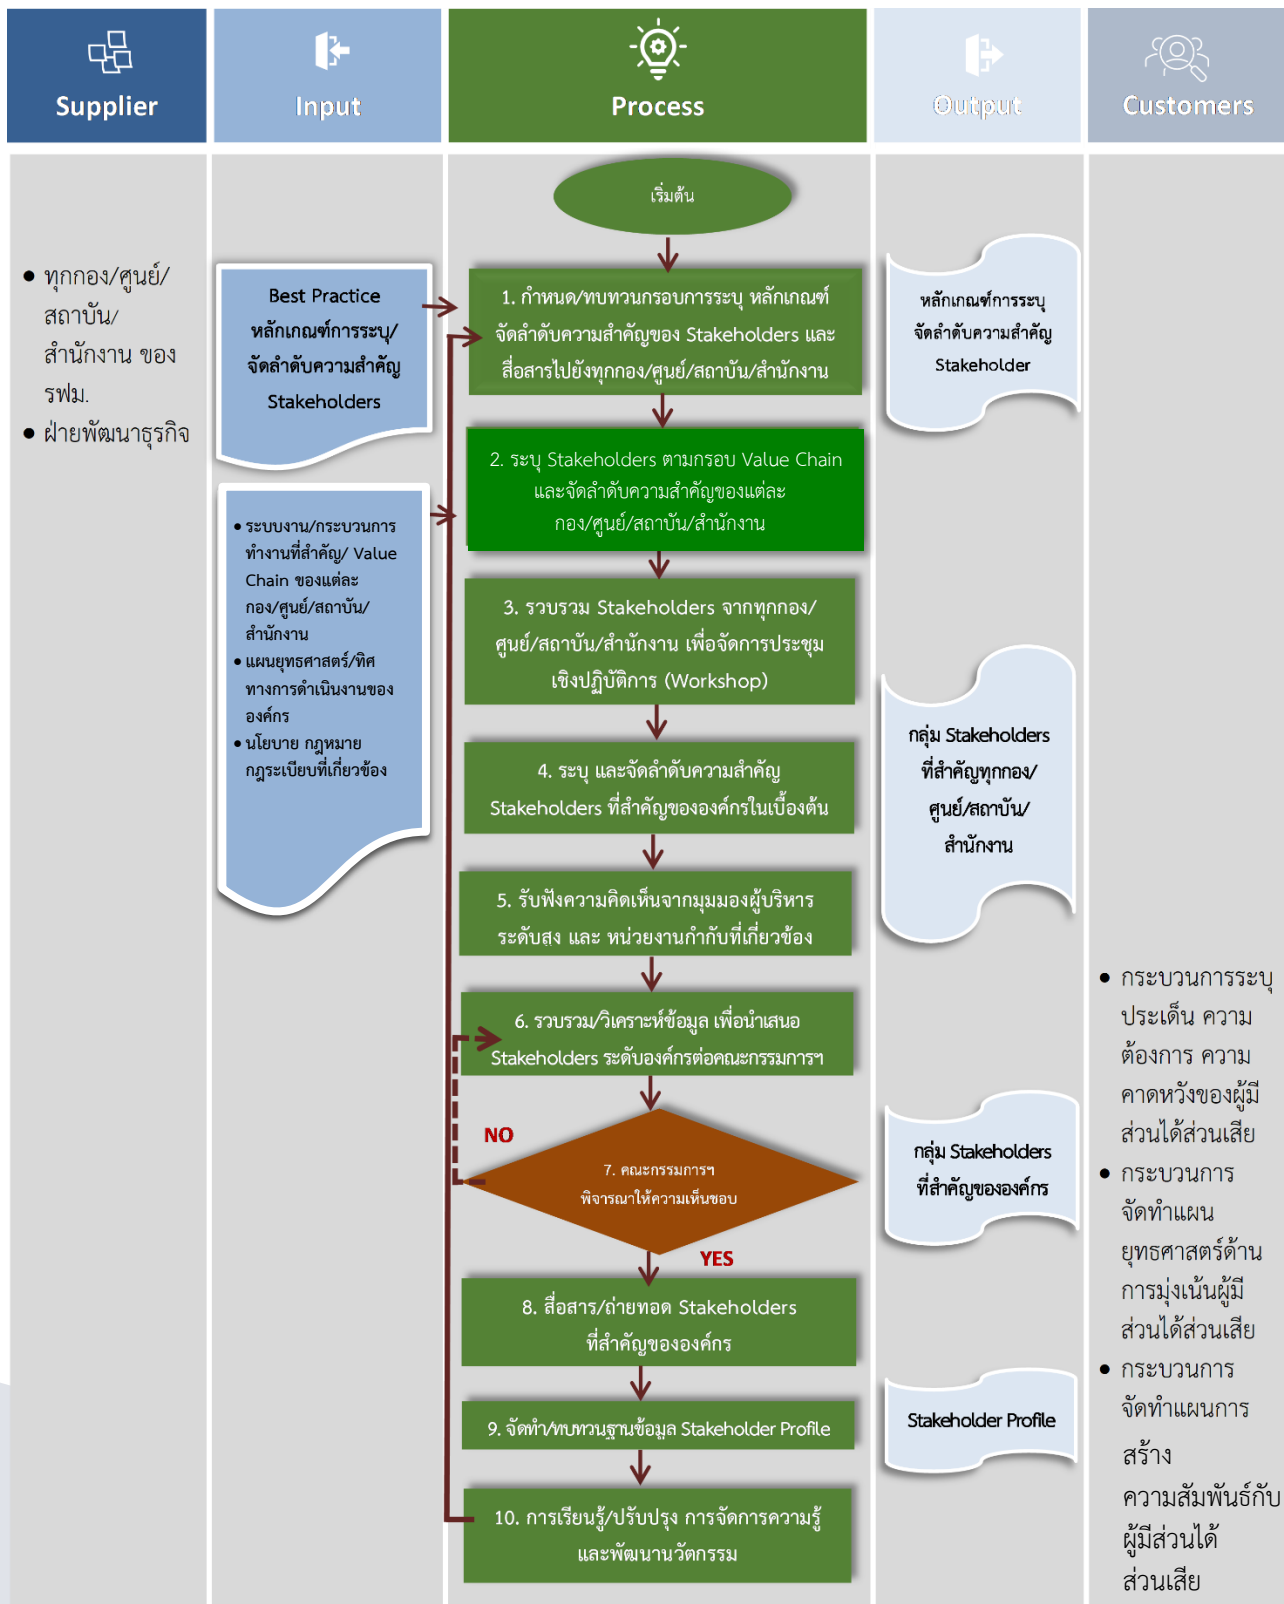 Supplier
Input
Process
Output
Customers
● ทุกกอง/ศูนย์/
สถาบัน/
สำนักงาน ของ
รฟม.
● ฝ่ายพัฒนาธุรกิจ
Best Practice
หลักเกณฑ์การระบุ/
จัดลำดับความสำคัญ
Stakeholders
● ระบบงาน/กระบวนการ
ทำงานที่สำคัญ/ Value
Chain ของแต่ละ
กอง/ศูนย์/สถาบัน/
สำนักงาน
● แผนยุทธศาสตร์/ทิศ
ทางการดำเนินงานของ
องค์กร
● นโยบาย กฎหมาย
กฎระเบียบที่เกี่ยวข้อง
เริ่มต้น
1. กำหนด/ทบทวนกรอบการระบุ หลักเกณฑ์
จัดลำดับความสำคัญของ Stakeholders และ
สื่อสารไปยังทุกกอง/ศูนย์/สถาบัน/สำนักงาน
2. ระบุ Stakeholders ตามกรอบ Value Chain
และจัดลำดับความสำคัญของแต่ละ
กอง/ศูนย์/สถาบัน/สำนักงาน
3. รวบรวม Stakeholders จากทุกกอง/
ศูนย์/สถาบัน/สำนักงาน เพื่อจัดการประชุม
เชิงปฏิบัติการ (Workshop)
4. ระบุ และจัดลำดับความสำคัญ
Stakeholders ที่สำคัญขององค์กรในเบื้องต้น
5. รับฟังความคิดเห็นจากมุมมองผู้บริหาร
ระดับสูง และ หน่วยงานกำกับที่เกี่ยวข้อง
6. รวบรวม/วิเคราะห์ข้อมูล เพื่อนำเสนอ
Stakeholders ระดับองค์กรต่อคณะกรรมการฯ
NO
7. คณะกรรมการฯ
พิจารณาให้ความเห็นชอบ
YES
8. สื่อสาร/ถ่ายทอด Stakeholders
ที่สำคัญขององค์กร
9. จัดทำ/ทบทวนฐานข้อมูล Stakeholder Profile
10. การเรียนรู้/ปรับปรุง การจัดการความรู้
และพัฒนานวัตกรรม
หลักเกณฑ์การระบุ
จัดลำดับความสำคัญ
Stakeholder
กลุ่ม Stakeholders
ที่สำคัญทุกกอง/
ศูนย์/สถาบัน/
สำนักงาน
กลุ่ม Stakeholders
ที่สำคัญขององค์กร
Stakeholder Profile
● กระบวนการระบุ
ประเด็น ความ
ต้องการ ความ
คาดหวังของผู้มี
ส่วนได้ส่วนเสีย
● กระบวนการ
จัดทำแผน
ยุทธศาสตร์ด้าน
การมุ่งเน้นผู้มี
ส่วนได้ส่วนเสีย
● กระบวนการ
จัดทำแผนการ
สร้าง
ความสัมพันธ์กับ
ผู้มีส่วนได้
ส่วนเสีย